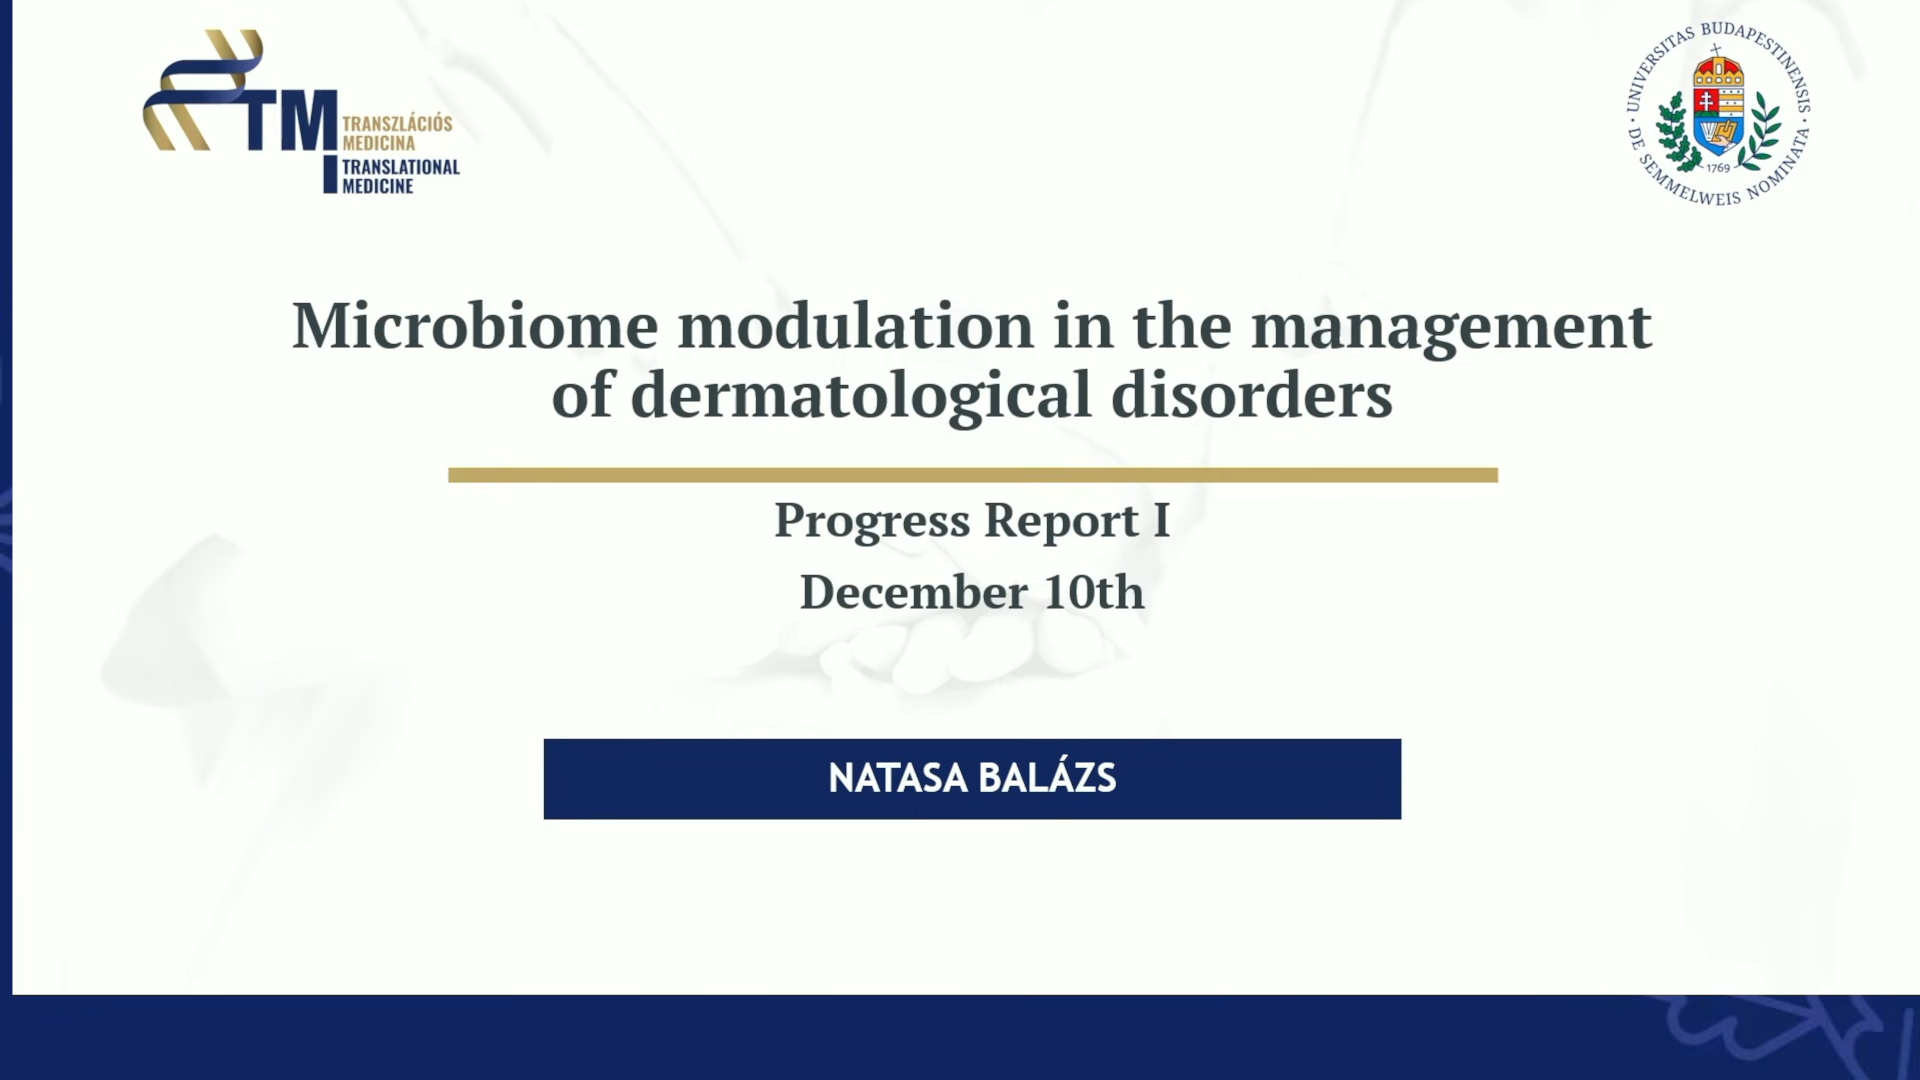 TM
TRANSZLÁCIÓS
MEDICINA
TRANSLATIONAL
MEDICINE
UNIVERSITAS BUDAPESTINENSIS
· DE SEMMELWEIS NOMINATA ·
1769
Microbiome modulation in the management
of dermatological disorders
Progress Report I
December 10th
NATASA BALÁZS